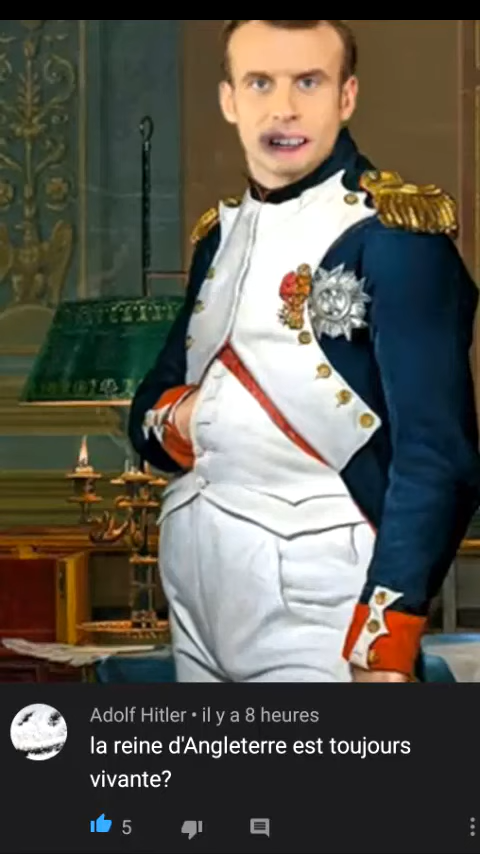 Adolf Hitler • il y a 8 heures
la reine d'Angleterre est toujours
vivante?
5